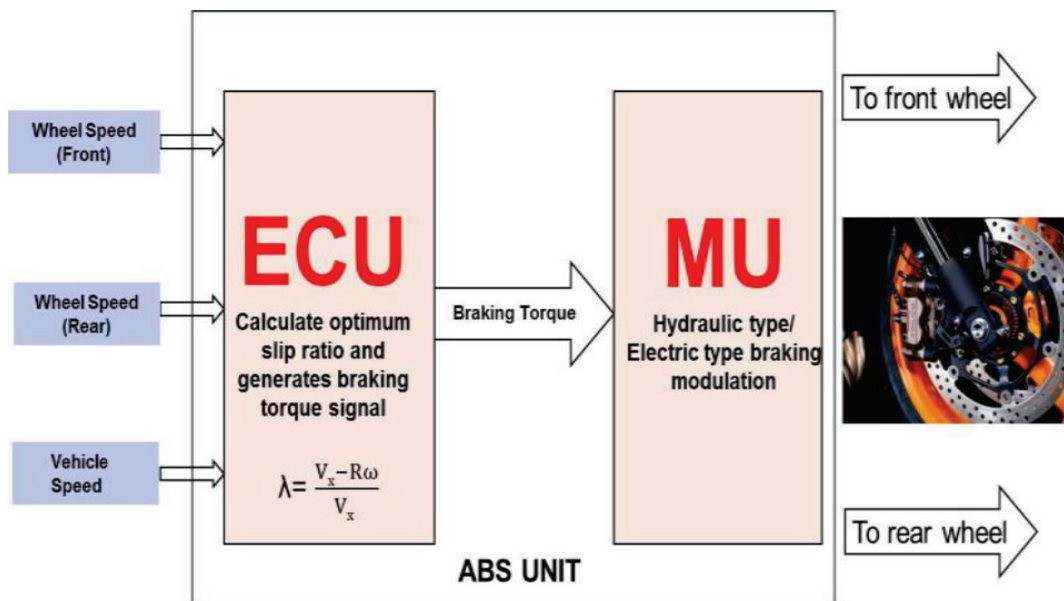 Wheel Speed
(Front)
Wheel Speed
(Rear)
Vehicle
Speed
ECU
Calculate optimum
slip ratio and
generates braking
torque signal
λ= (Vₓ−Rω)/Vₓ
Braking Torque
MU
Hydraulic type/
Electric type braking
modulation
ABS UNIT
To front wheel
To rear wheel